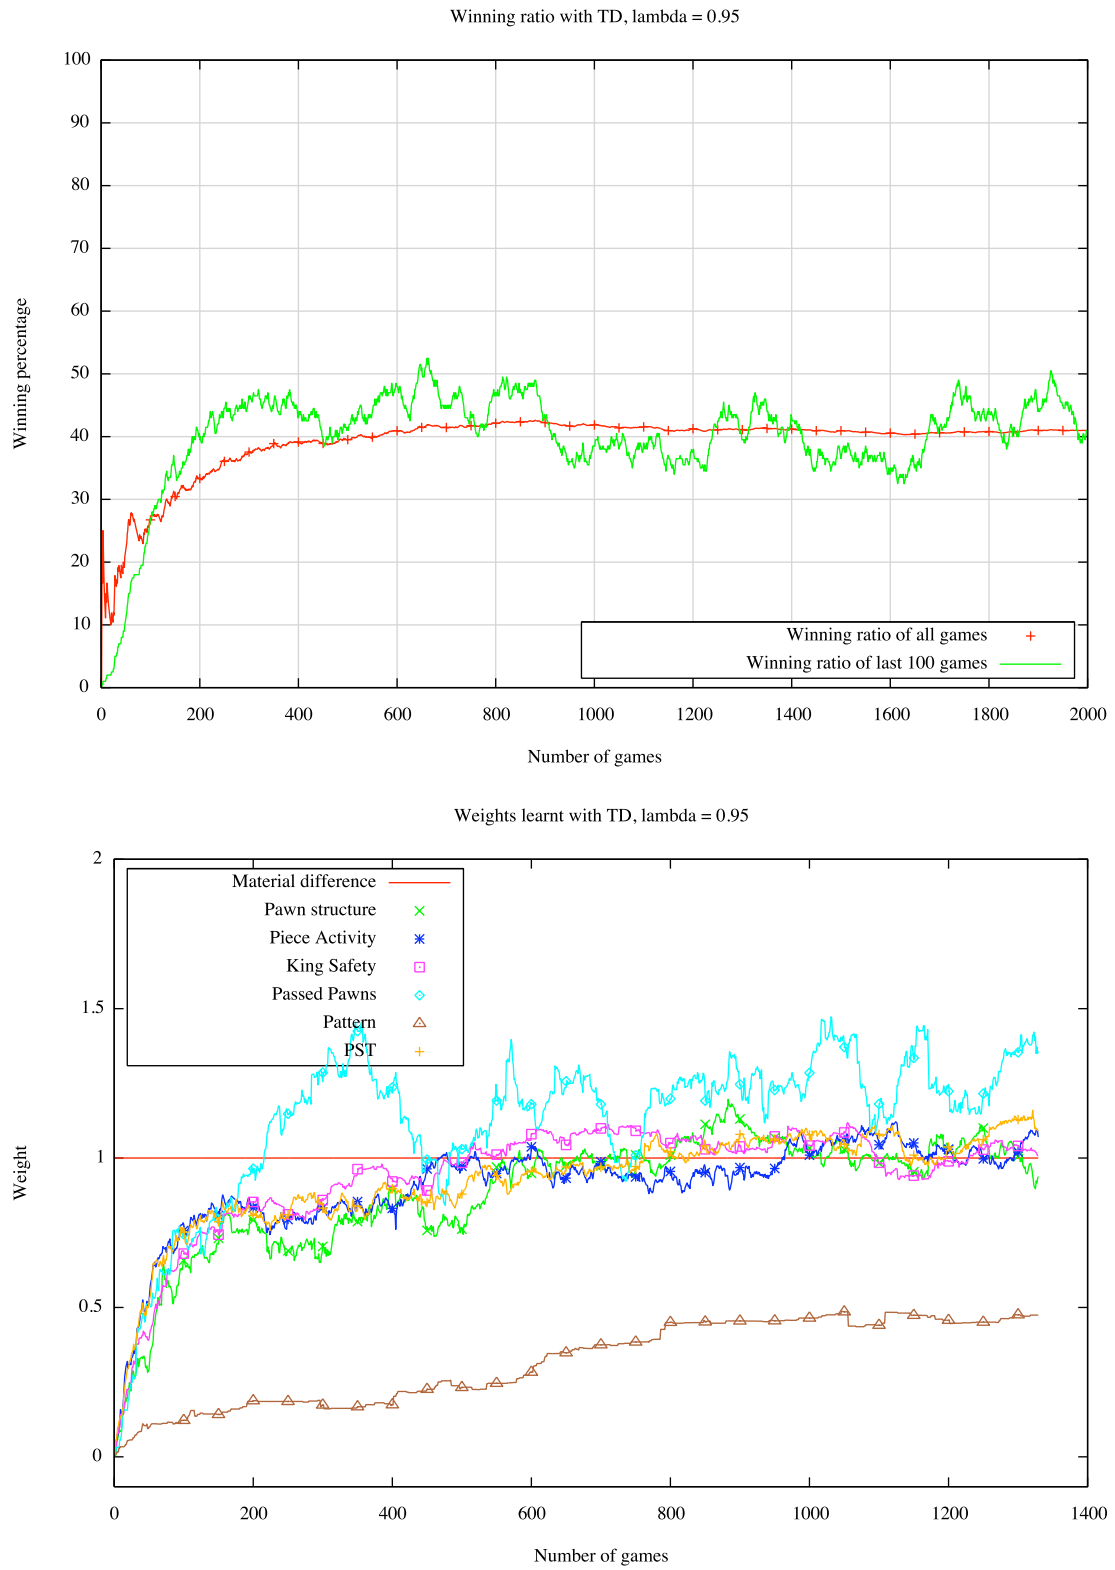 Winning ratio with TD, lambda = 0.95
100
90
80
70
60
50
40
30
20
10
0
Winning percentage
Winning ratio of all games
Winning ratio of last 100 games
0 200 400 600 800 1000 1200 1400 1600 1800 2000
Number of games
Weights learnt with TD, lambda = 0.95
2
1.5
1
0.5
0
Weight
Material difference
Pawn structure
Piece Activity
King Safety
Passed Pawns
Pattern
PST
0 200 400 600 800 1000 1200 1400
Number of games